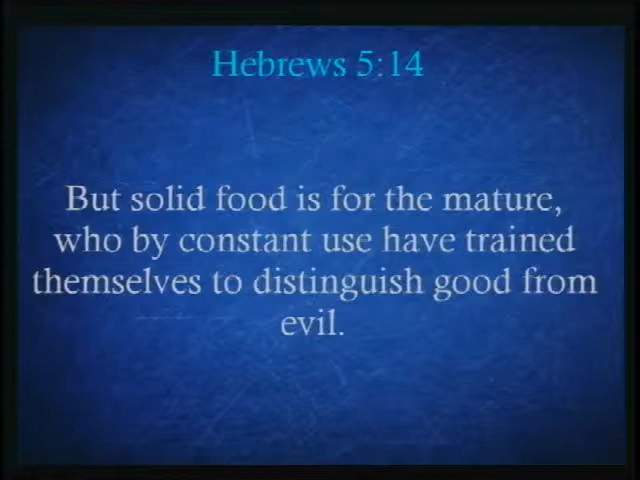 Hebrews 5:14
But solid food is for the mature,
who by constant use have trained
themselves to distinguish good from
evil.